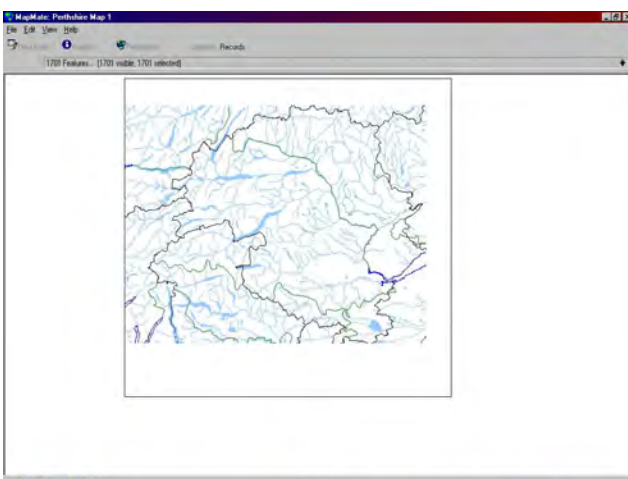 MapMate: Perthshire Map 1
File Edit View Help
Records
1701 Features... (1701 visible, 1701 selected)